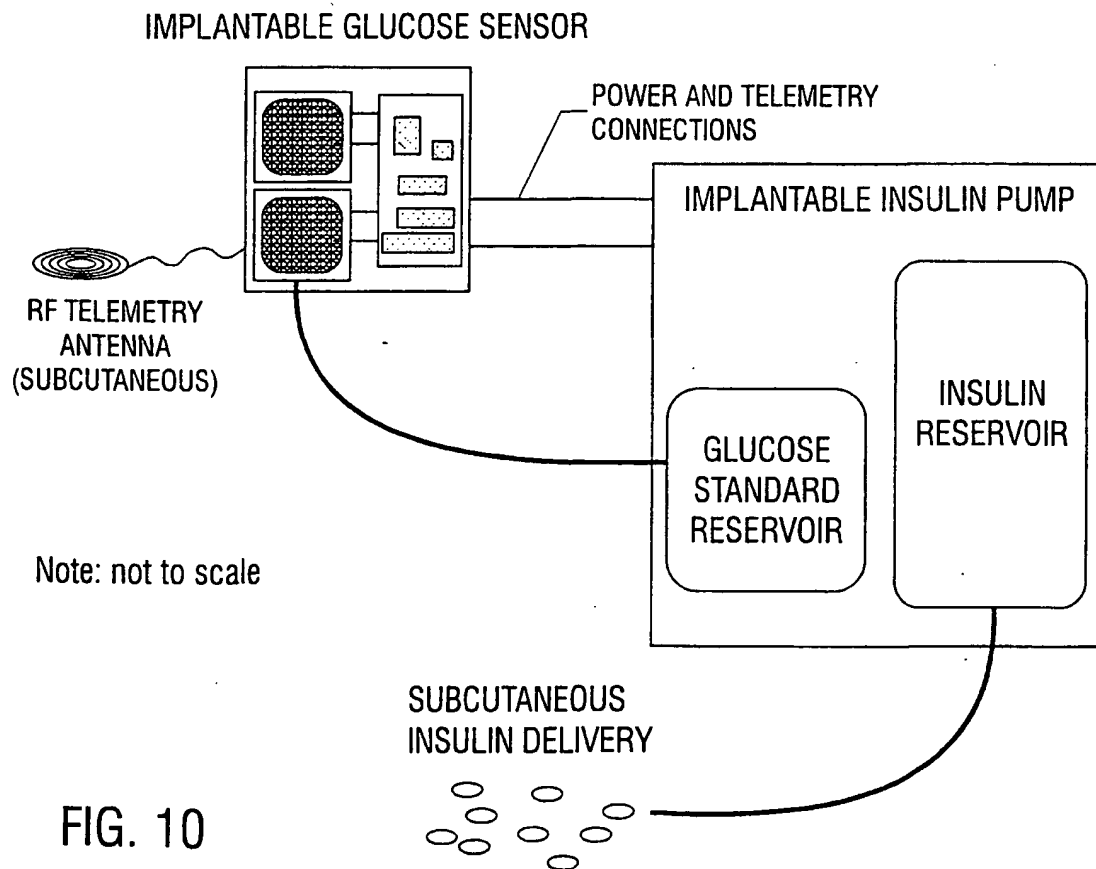 IMPLANTABLE GLUCOSE SENSOR
POWER AND TELEMETRY
CONNECTIONS
IMPLANTABLE INSULIN PUMP
RF TELEMETRY
ANTENNA
(SUBCUTANEOUS)
INSULIN
RESERVOIR
GLUCOSE
STANDARD
RESERVOIR
Note: not to scale
SUBCUTANEOUS
INSULIN DELIVERY
FIG. 10